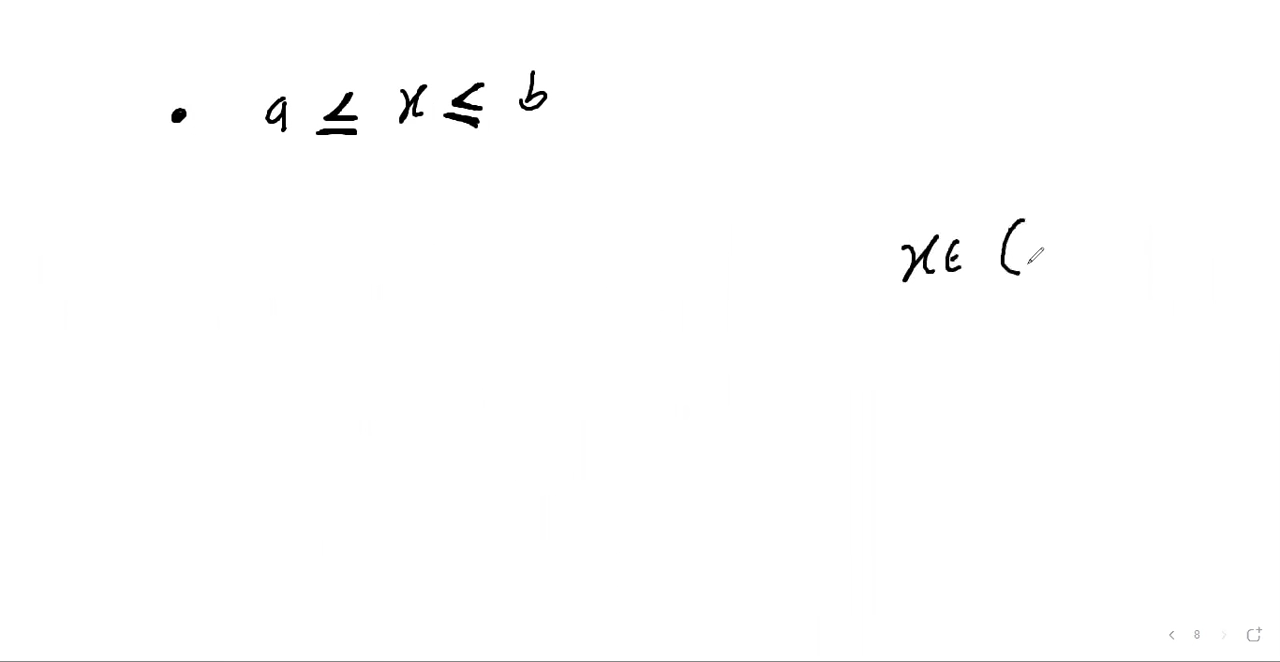 • a ≤ x ≤ b
x ∈ (
8